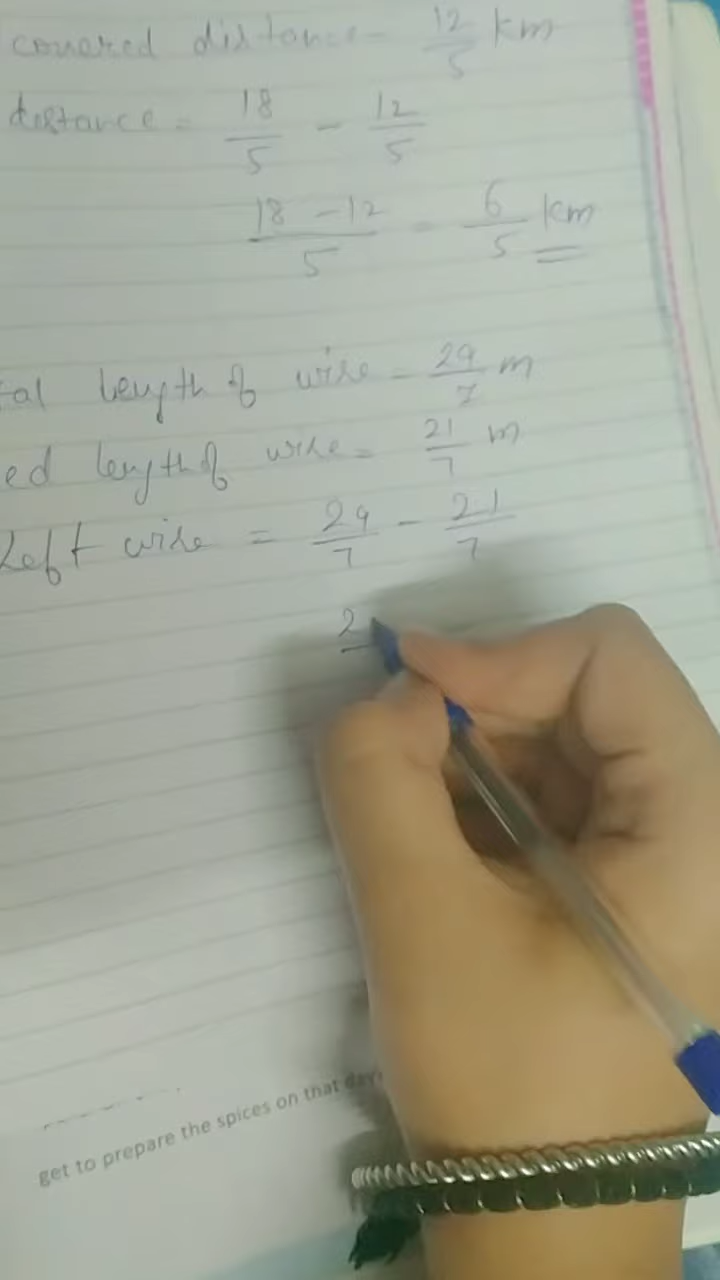 covered distance = 12/5 km
distance = 18/5 - 12/5
18 - 12/5 = 6/5 km
tal length of wire = 29/7 m
ed length of wire = 21/7 m
Left wire = 29/7 - 21/7
2
get to prepare the spices on that day